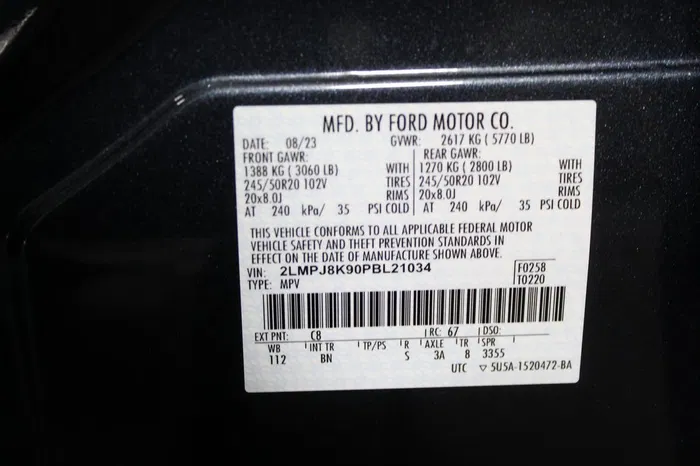 MFD. BY FORD MOTOR CO.
DATE: 08/23 GVWR: 2617 KG ( 5770 LB)
FRONT GAWR: REAR GAWR:
1388 KG ( 3060 LB) WITH 1270 KG ( 2800 LB) WITH
245/50R20 102V TIRES 245/50R20 102V TIRES
20x8.0J RIMS 20x8.0J RIMS
AT 240 kPa/ 35 PSI COLD AT 240 kPa/ 35 PSI COLD
THIS VEHICLE CONFORMS TO ALL APPLICABLE FEDERAL MOTOR
VEHICLE SAFETY AND THEFT PREVENTION STANDARDS IN
EFFECT ON THE DATE OF MANUFACTURE SHOWN ABOVE.
VIN: 2LMPJ8K90PBL21034 F0258
TYPE: MPV T0220
EXT PNT: C8 RC: 67 DSO:
WB INT TR TP/PS R AXLE TR SPR
112 BN S 3A 8 3355
UTC ▽ 5U5A-1520472-BA